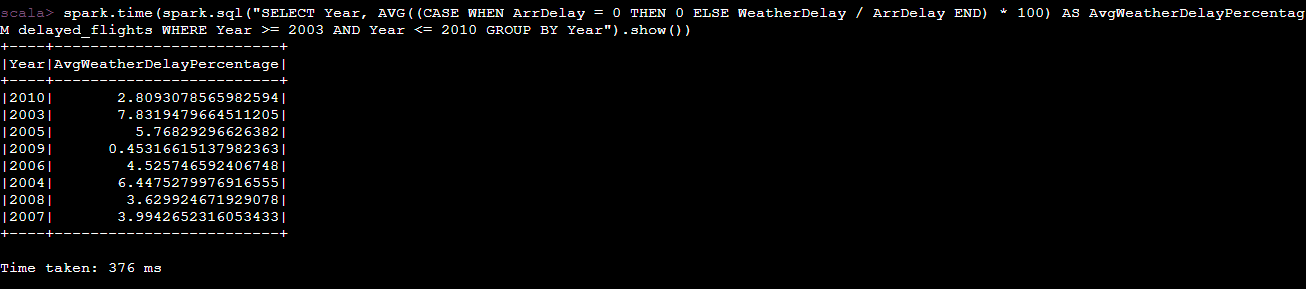 scala> spark.time(spark.sql("SELECT Year, AVG((CASE WHEN ArrDelay = 0 THEN 0 ELSE WeatherDelay / ArrDelay END) * 100) AS AvgWeatherDelayPercentag
M delayed_flights WHERE Year >= 2003 AND Year <= 2010 GROUP BY Year").show())
+----+-------------------------+
|Year|AvgWeatherDelayPercentage|
+----+-------------------------+
|2010|       2.8093078565982594|
|2003|       7.8319479664511205|
|2005|         5.76829296626382|
|2009|      0.45316615137982363|
|2006|        4.525746592406748|
|2004|       6.4475279976916555|
|2008|        3.629924671929078|
|2007|       3.9942652316053433|
+----+-------------------------+
Time taken: 376 ms